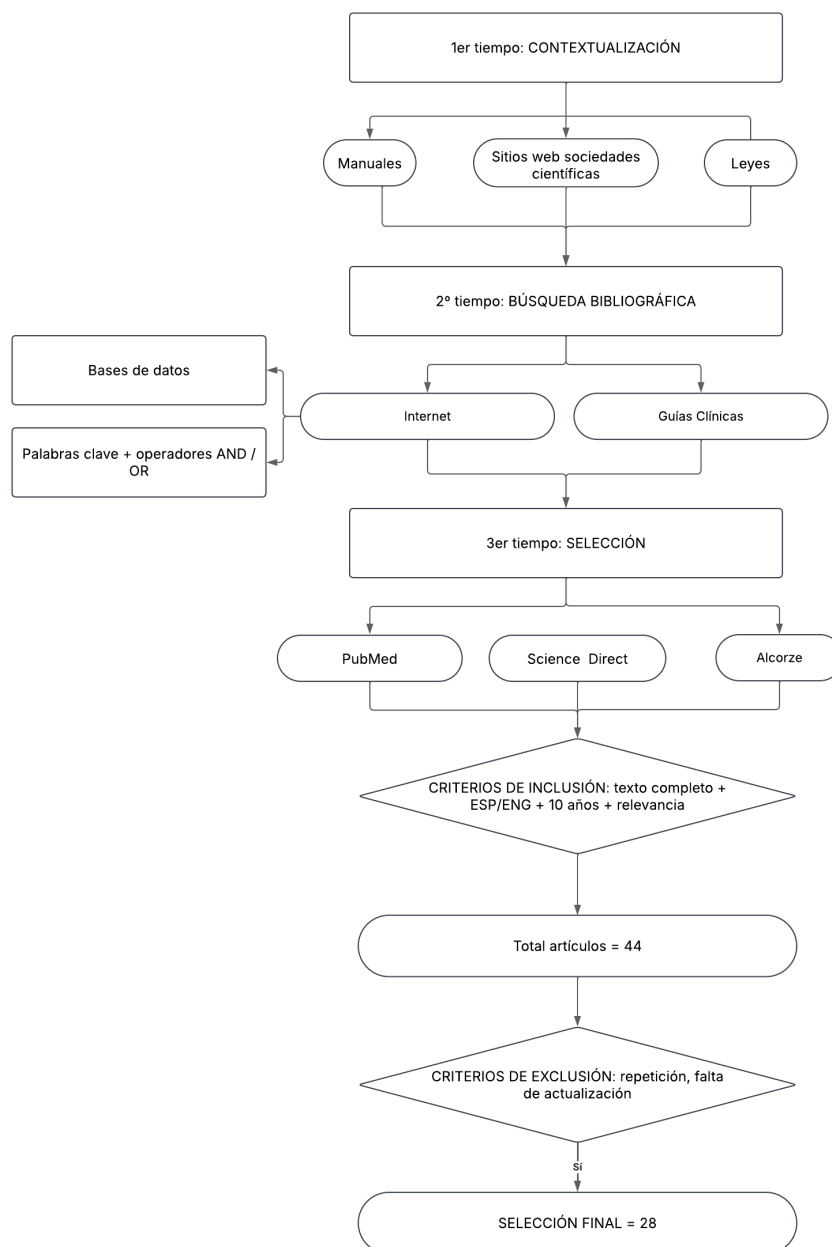 1er tiempo: CONTEXTUALIZACIÓN
Manuales
Sitios web sociedades
científicas
Leyes
2º tiempo: BÚSQUEDA BIBLIOGRÁFICA
Bases de datos
Internet
Guías Clínicas
Palabras clave + operadores AND /
OR
3er tiempo: SELECCIÓN
PubMed
Science Direct
Alcorze
CRITERIOS DE INCLUSIÓN: texto completo +
ESP/ENG + 10 años + relevancia
Total artículos = 44
CRITERIOS DE EXCLUSIÓN: repetición, falta
de actualización
Sí
SELECCIÓN FINAL = 28